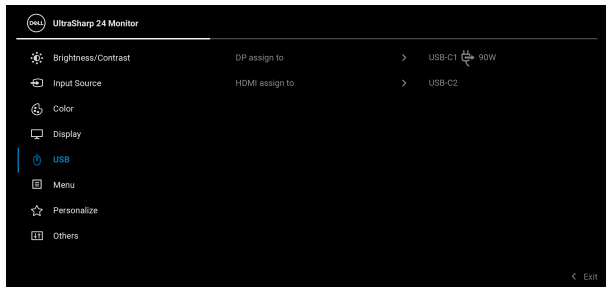 DELL UltraSharp 24 Monitor
Brightness/Contrast DP assign to > USB-C1 90W
Input Source HDMI assign to > USB-C2
Color
Display
USB
Menu
Personalize
Others
< Exit